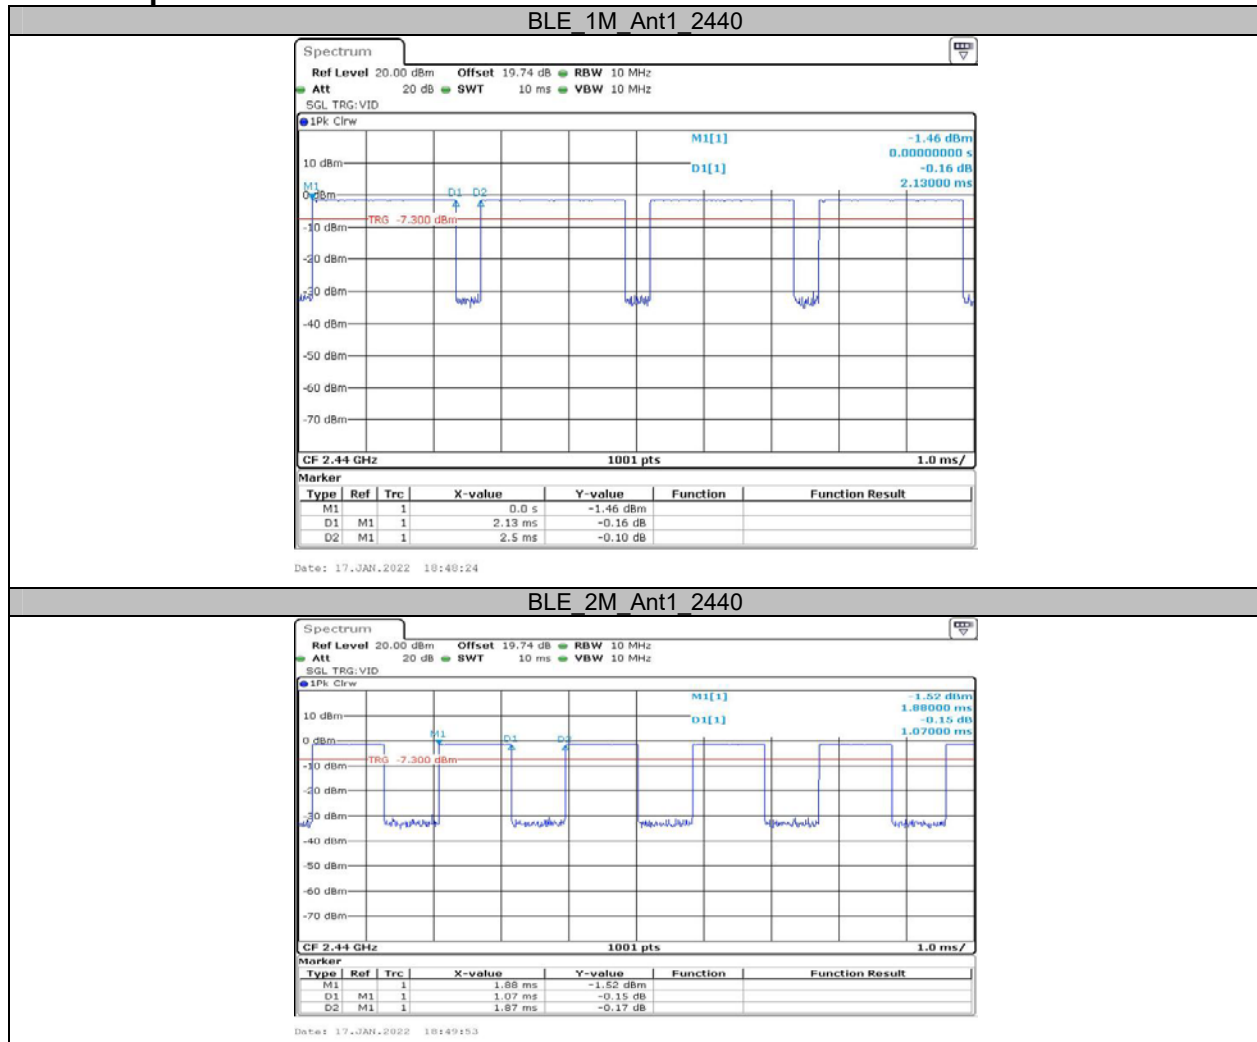 BLE_1M_Ant1_2440
Spectrum
Ref Level 20.00 dBm Offset 19.74 dB RBW 10 MHz
Att 20 dB SWT 10 ms VBW 10 MHz
SGL TRG:VID
1Pk Clrw
M1[1] -1.46 dBm
0.00000000 s
10 dBm
D1[1] -0.16 dB
2.13000 ms
M1
0 dBm
D1 D2
TRG -7.300 dBm
-10 dBm
-20 dBm
-30 dBm
-40 dBm
-50 dBm
-60 dBm
-70 dBm
CF 2.44 GHz 1001 pts 1.0 ms/
Marker
Type Ref Trc X-value Y-value Function Function Result
M1 1 0.0 s -1.46 dBm
D1 M1 1 2.13 ms -0.16 dB
D2 M1 1 2.5 ms -0.10 dB
Date: 17.JAN.2022 18:48:24
BLE_2M_Ant1_2440
Spectrum
Ref Level 20.00 dBm Offset 19.74 dB RBW 10 MHz
Att 20 dB SWT 10 ms VBW 10 MHz
SGL TRG:VID
1Pk Clrw
M1[1] -1.52 dBm
1.88000 ms
10 dBm
D1[1] -0.15 dB
1.07000 ms
M1 D1 D2
0 dBm
TRG -7.300 dBm
-10 dBm
-20 dBm
-30 dBm
-40 dBm
-50 dBm
-60 dBm
-70 dBm
CF 2.44 GHz 1001 pts 1.0 ms/
Marker
Type Ref Trc X-value Y-value Function Function Result
M1 1 1.88 ms -1.52 dBm
D1 M1 1 1.07 ms -0.15 dB
D2 M1 1 1.87 ms -0.17 dB
Date: 17.JAN.2022 18:49:53